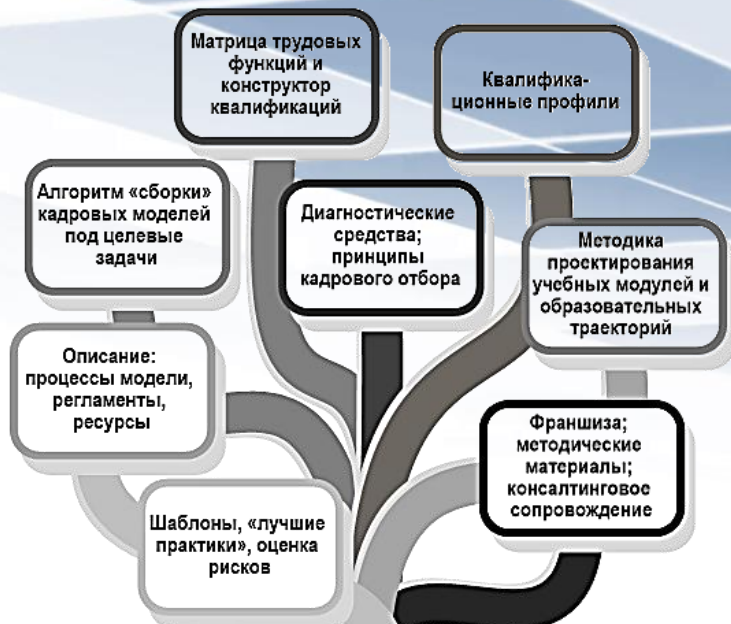 Матрица трудовых
функций и
конструктор
квалификаций
Квалифика-
ционные профили
Алгоритм «сборки»
кадровых моделей
под целевые
задачи
Диагностические
средства;
принципы
кадрового отбора
Методика
проектирования
учебных модулей и
образовательных
траекторий
Описание:
процессы модели,
регламенты,
ресурсы
Франшиза;
методические
материалы;
консалтинговое
сопровождение
Шаблоны, «лучшие
практики», оценка
рисков